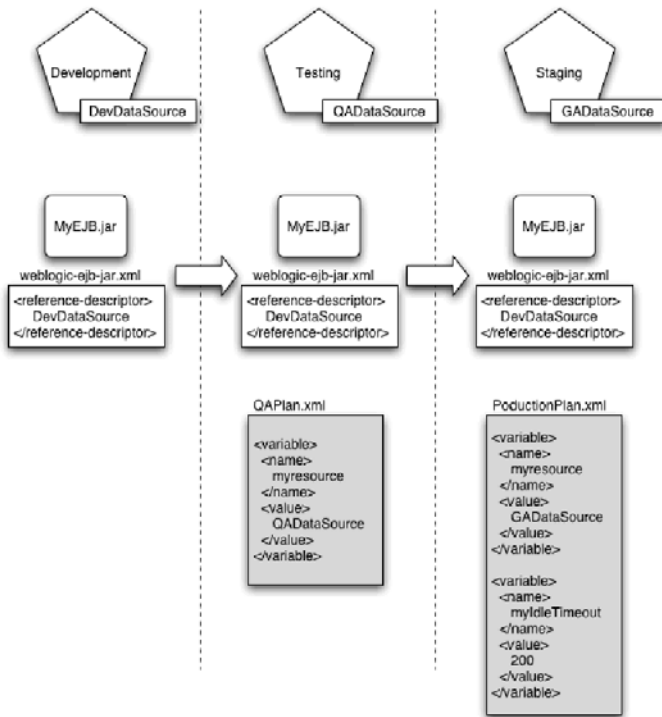 Development
DevDataSource
Testing
QADataSource
Staging
GADataSource
MyEJB.jar
MyEJB.jar
MyEJB.jar
weblogic-ejb-jar.xml
weblogic-ejb-jar.xml
weblogic-ejb-jar.xml
<reference-descriptor>
DevDataSource
</reference-descriptor>
<reference-descriptor>
DevDataSource
</reference-descriptor>
<reference-descriptor>
DevDataSource
</reference-descriptor>
QAPlan.xml
<variable>
<name>
myresource
</name>
<value>
QADataSource
</value>
</variable>
PoductionPlan.xml
<variable>
<name>
myresource
</name>
<value>
GADataSource
</value>
</variable>
<variable>
<name>
myIdleTimeout
</name>
<value>
200
</value>
</variable>